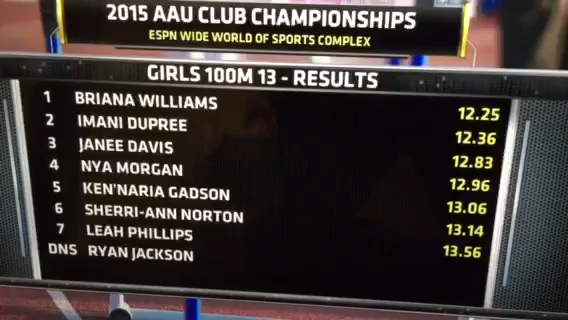 2015 AAU CLUB CHAMPIONSHIPS
ESPN WIDE WORLD OF SPORTS COMPLEX
GIRLS 100M 13 - RESULTS
1 BRIANA WILLIAMS 12.25
2 IMANI DUPREE 12.36
3 JANEE DAVIS 12.83
4 NYA MORGAN 12.96
5 KEN'NARIA GADSON 13.06
6 SHERRI-ANN NORTON 13.14
7 LEAH PHILLIPS 13.56
DNS RYAN JACKSON